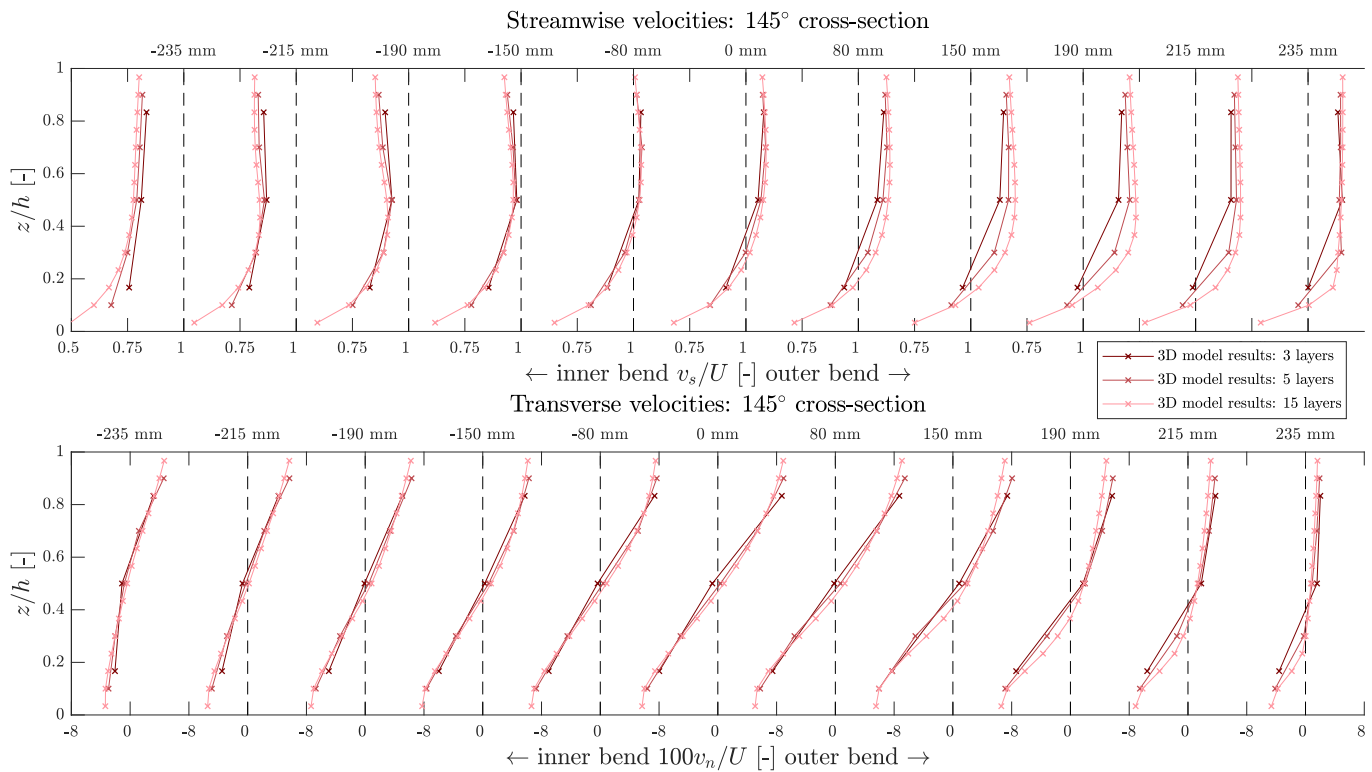 Streamwise velocities: 145° cross-section
-235 mm -215 mm -190 mm -150 mm -80 mm 0 mm 80 mm 150 mm 190 mm 215 mm 235 mm
1
0.8
0.6
0.4
0.2
0
z/h [-]
0.5 0.75 1 0.75 1 0.75 1 0.75 1 0.75 1 0.75 1 0.75 1 0.75 1 0.75 1
← inner bend v_s/U [-] outer bend →
3D model results: 3 layers
3D model results: 5 layers
3D model results: 15 layers
Transverse velocities: 145° cross-section
-235 mm -215 mm -190 mm -150 mm -80 mm 0 mm 80 mm 150 mm 190 mm 215 mm 235 mm
1
0.8
0.6
0.4
0.2
0
z/h [-]
-8 0 -8 0 -8 0 -8 0 -8 0 -8 0 -8 0 -8 0 -8 0 -8 0 -8 0 8
← inner bend 100v_n/U [-] outer bend →